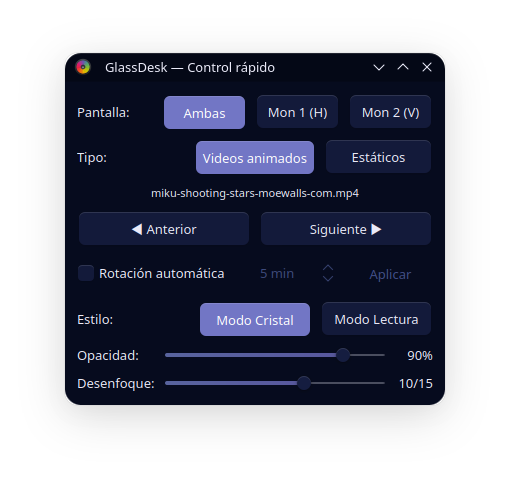 GlassDesk — Control rápido
Pantalla: Ambas Mon 1 (H) Mon 2 (V)
Tipo: Videos animados Estáticos
miku-shooting-stars-moewalls-com.mp4
◀ Anterior Siguiente ▶
Rotación automática 5 min Aplicar
Estilo: Modo Cristal Modo Lectura
Opacidad: 90%
Desenfoque: 10/15